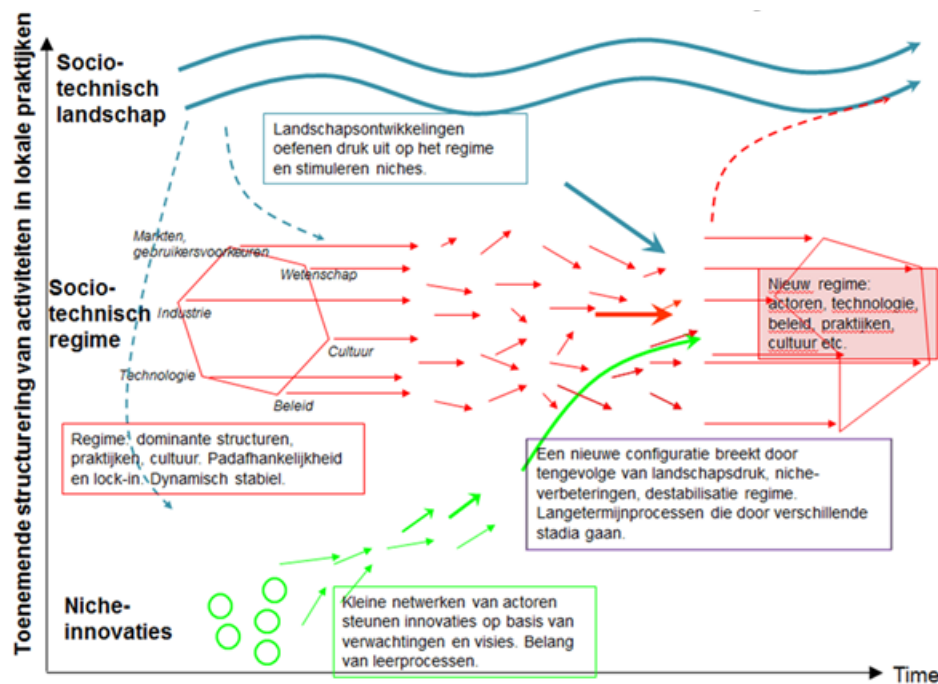 Toenemende structurering van activiteiten in lokale praktijken
Socio-
technisch
landschap
Landschapsontwikkelingen
oefenen druk uit op het regime
en stimuleren niches.
Markten,
gebruikersvoorkeuren
Wetenschap
Socio-
technisch
regime
Industrie
Cultuur
Technologie
Beleid
Nieuw regime:
actoren, technologie,
beleid, praktijken,
cultuur etc.
Regime: dominante structuren,
praktijken, cultuur. Padafhankelijkheid
en lock-in. Dynamisch stabiel.
Een nieuwe configuratie breekt door
tengevolge van landschapsdruk, niche-
verbeteringen, destabilisatie regime.
Langetermijnprocessen die door verschillende
stadia gaan.
Niche-
innovaties
Kleine netwerken van actoren
steunen innovaties op basis van
verwachtingen en visies. Belang
van leerprocessen.
Time